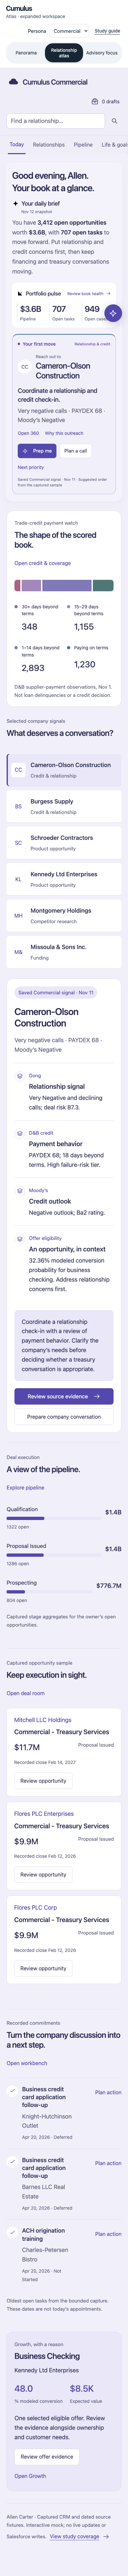 Cumulus
Atlas · expanded workspace
Persona
Commercial
Study guide
Panorama
Relationship
atlas
Advisory focus
Cumulus Commercial
0 drafts
Find a relationship...
Today
Relationships
Pipeline
Life & goals
Good evening, Allen.
Your book at a glance.
Your daily brief
Nov 12 snapshot
You have 3,412 open opportunities
worth $3.6B, with 707 open tasks to
move forward. Put relationship and
credit concerns first, then
financing and treasury conversations
moving.
Portfolio pulse
Review book health →
$3.6B
Pipeline
707
Open tasks
949
Open cases
Your first move
Relationship & credit
CC
Reach out to
Cameron-Olson
Construction
Coordinate a relationship and
credit check-in.
Very negative calls · PAYDEX 68 ·
Moody's Negative
Open 360
Why this outreach
Prep me
Plan a call
Next priority
Saved Commercial signal · Nov 11 · Suggested order
from the captured sample
Trade-credit payment watch
The shape of the scored
book.
Open credit & coverage
30+ days beyond
terms
348
15–29 days
beyond terms
1,155
1–14 days beyond
terms
2,893
Paying on terms
1,230
D&B supplier-payment observations, Nov 1.
Not loan delinquencies or a credit decision.
Selected company signals
What deserves a conversation?
CC
Cameron-Olson Construction
Credit & relationship
BS
Burgess Supply
Credit & relationship
SC
Schroeder Contractors
Product opportunity
KL
Kennedy Ltd Enterprises
Product opportunity
MH
Montgomery Holdings
Competitor research
M&
Missoula & Sons Inc.
Funding
Saved Commercial signal · Nov 11
Cameron-Olson
Construction
Very negative calls · PAYDEX 68 ·
Moody's Negative
Gong
Relationship signal
Very Negative and declining
calls; deal risk 87.3.
D&B credit
Payment behavior
PAYDEX 68; 18 days beyond
terms. High failure-risk tier.
Moody's
Credit outlook
Negative outlook; Ba2 rating.
Offer eligibility
An opportunity, in context
32.36% modeled conversion
probability for business
checking. Address relationship
concerns first.
Coordinate a relationship
check-in with a review of
payment behavior. Clarify the
customer's needs before
deciding whether a treasury
conversation is appropriate.
Review source evidence →
Prepare company conversation
Deal execution
A view of the pipeline.
Explore pipeline
Qualification
$1.4B
1322 open
Proposal Issued
$1.4B
1286 open
Prospecting
$776.7M
804 open
Captured stage aggregates for the owner's open
opportunities.
Captured opportunity sample
Keep execution in sight.
Open deal room
Mitchell LLC Holdings
Commercial - Treasury Services
$11.7M
Proposal Issued
Recorded close Feb 14, 2027
Review opportunity
Flores PLC Enterprises
Commercial - Treasury Services
$9.9M
Proposal Issued
Recorded close Feb 12, 2026
Review opportunity
Flores PLC Corp
Commercial - Treasury Services
$9.9M
Proposal Issued
Recorded close Feb 10, 2026
Review opportunity
Recorded commitments
Turn the company discussion into
a next step.
Open workbench
Business credit
card application
follow-up
Plan action
Knight-Hutchinson
Outlet
Apr 20, 2026 · Deferred
Business credit
card application
follow-up
Plan action
Barnes LLC Real
Estate
Apr 20, 2026 · Deferred
ACH origination
training
Plan action
Charles-Petersen
Bistro
Apr 20, 2026 · Not
Started
Oldest open tasks from the bounded capture.
These dates are not today's appointments.
Growth, with a reason
Business Checking
Kennedy Ltd Enterprises
48.0
% modeled conversion
$8.5K
Expected value
One selected eligible offer. Review
the evidence alongside ownership
and customer needs.
Review offer evidence
Open Growth
Allen Carter · Captured CRM and dated source
fixtures. Interactive mock; no live updates or
Salesforce writes. View study coverage →